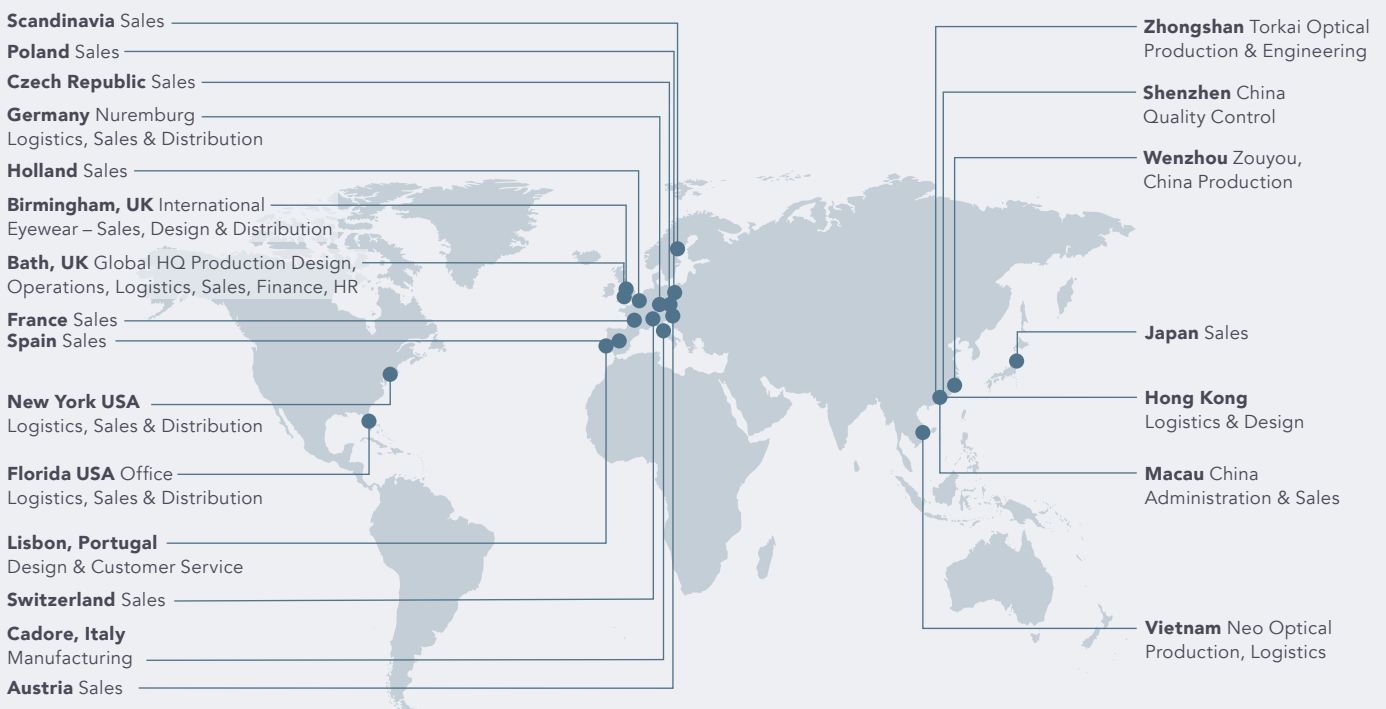 Scandinavia Sales
Poland Sales
Czech Republic Sales
Germany Nuremburg
Logistics, Sales & Distribution
Holland Sales
Birmingham, UK International
Eyewear – Sales, Design & Distribution
Bath, UK Global HQ Production Design,
Operations, Logistics, Sales, Finance, HR
France Sales
Spain Sales
New York USA
Logistics, Sales & Distribution
Florida USA Office
Logistics, Sales & Distribution
Lisbon, Portugal
Design & Customer Service
Switzerland Sales
Cadore, Italy
Manufacturing
Austria Sales
Zhongshan Torkai Optical
Production & Engineering
Shenzhen China
Quality Control
Wenzhou Zouyou,
China Production
Japan Sales
Hong Kong
Logistics & Design
Macau China
Administration & Sales
Vietnam Neo Optical
Production, Logistics